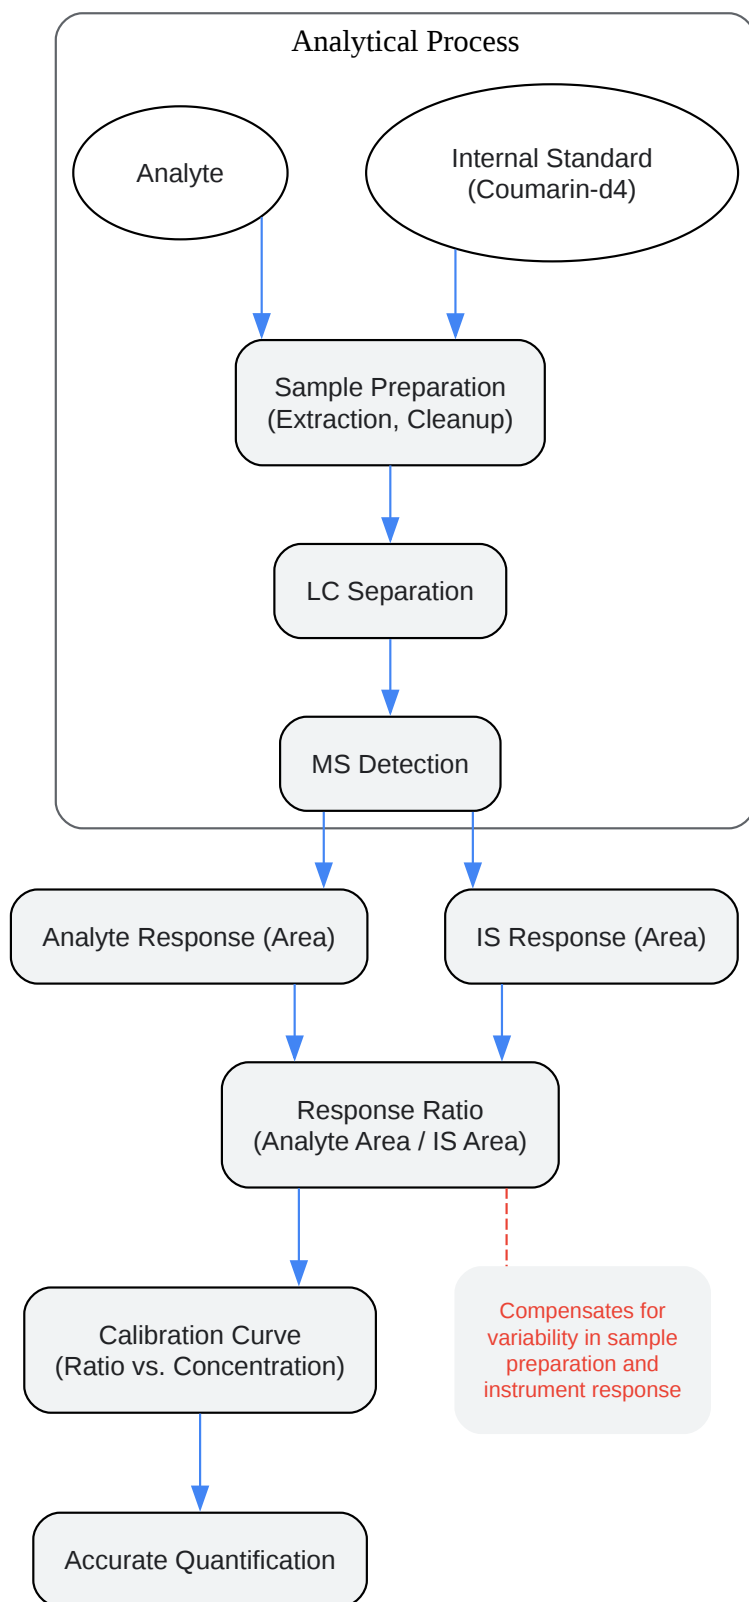 Analytical Process
Analyte
Internal Standard
(Coumarin-d4)
Sample Preparation
(Extraction, Cleanup)
LC Separation
MS Detection
Analyte Response (Area)
IS Response (Area)
Response Ratio
(Analyte Area / IS Area)
Calibration Curve
(Ratio vs. Concentration)
Compensates for
variability in sample
preparation and
instrument response
Accurate Quantification